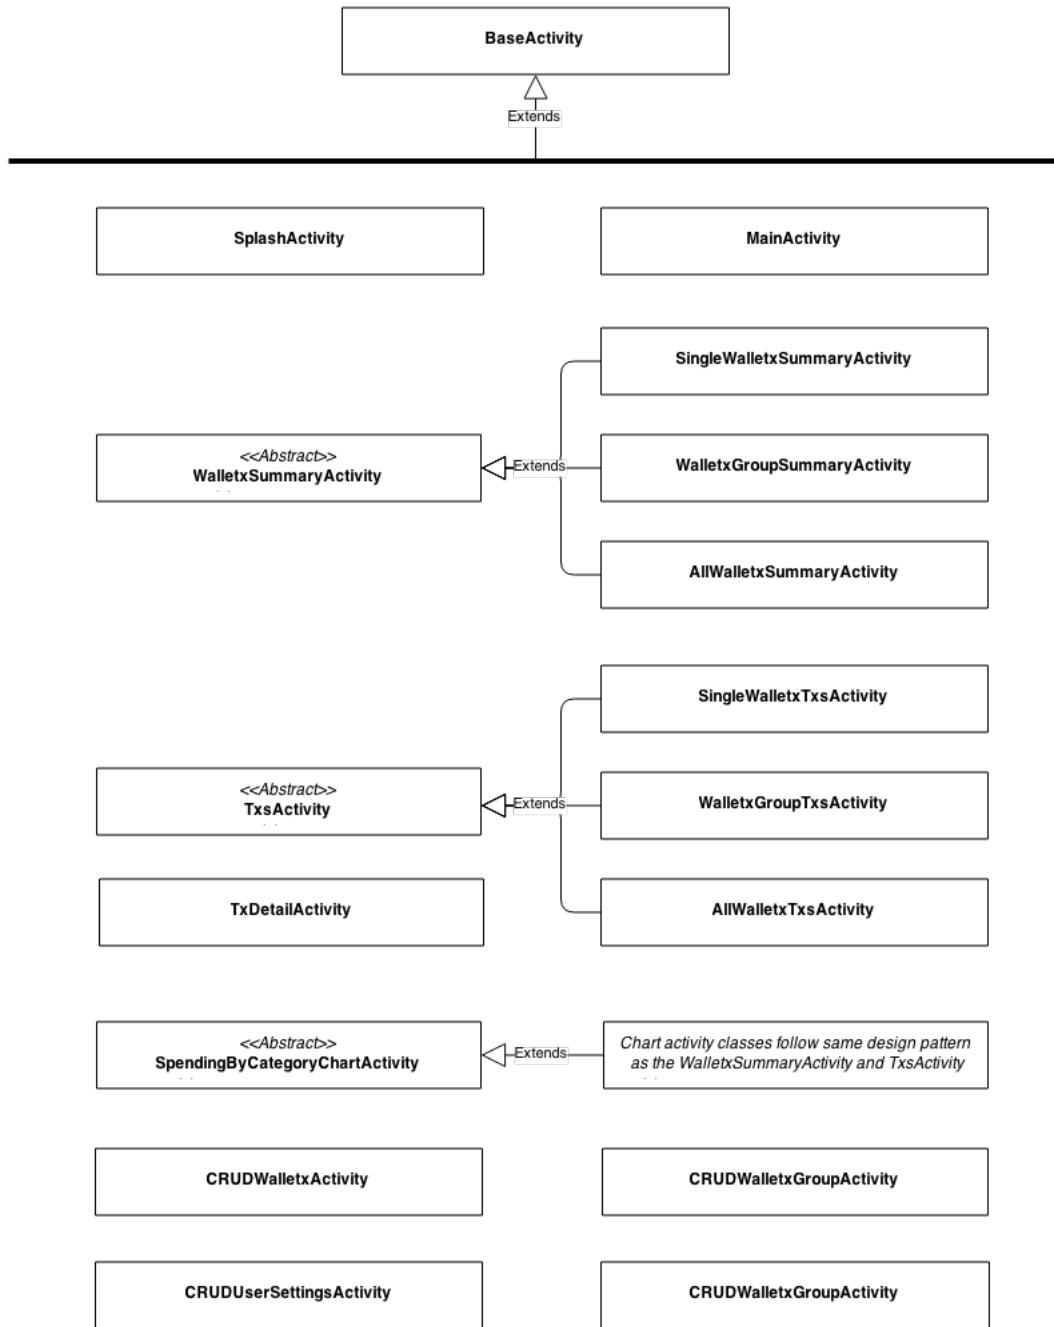 BaseActivity
Extends
SplashActivity
MainActivity
SingleWalletxSummaryActivity
<<Abstract>>
WalletxSummaryActivity
Extends
WalletxGroupSummaryActivity
AllWalletxSummaryActivity
SingleWalletxTxsActivity
<<Abstract>>
TxsActivity
Extends
WalletxGroupTxsActivity
TxDetailActivity
AllWalletxTxsActivity
<<Abstract>>
SpendingByCategoryChartActivity
Extends
Chart activity classes follow same design pattern
as the WalletxSummaryActivity and TxsActivity
CRUDWalletxActivity
CRUDWalletxGroupActivity
CRUDUserSettingsActivity
CRUDWalletxGroupActivity